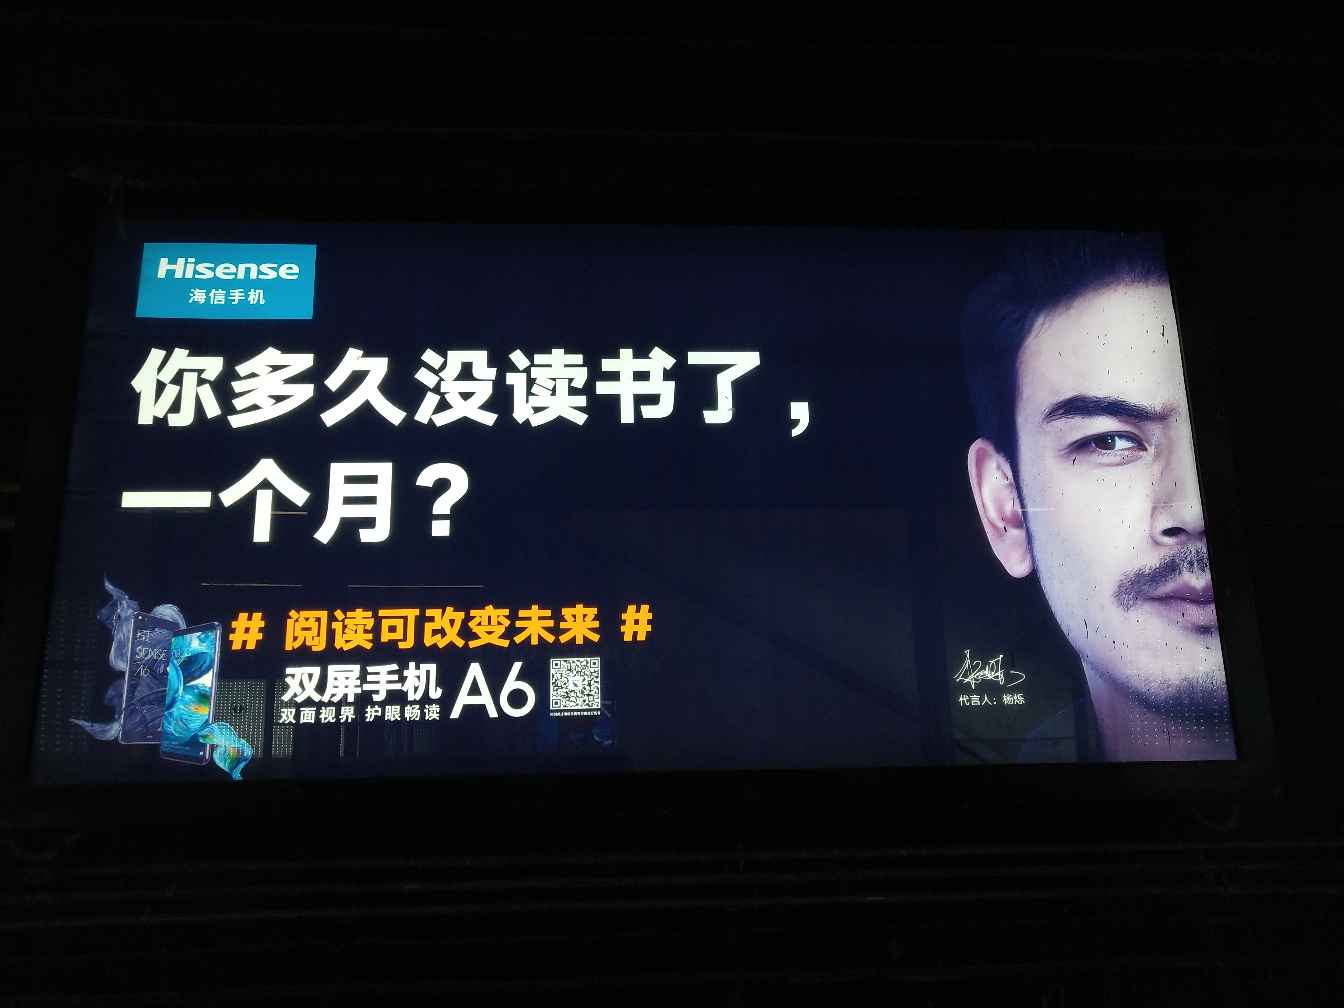 Hisense
海信手机
你多久没读书了，
一个月？
# 阅读可改变未来 #
双屏手机 A6
双面视界 护眼畅读
代言人：杨烁